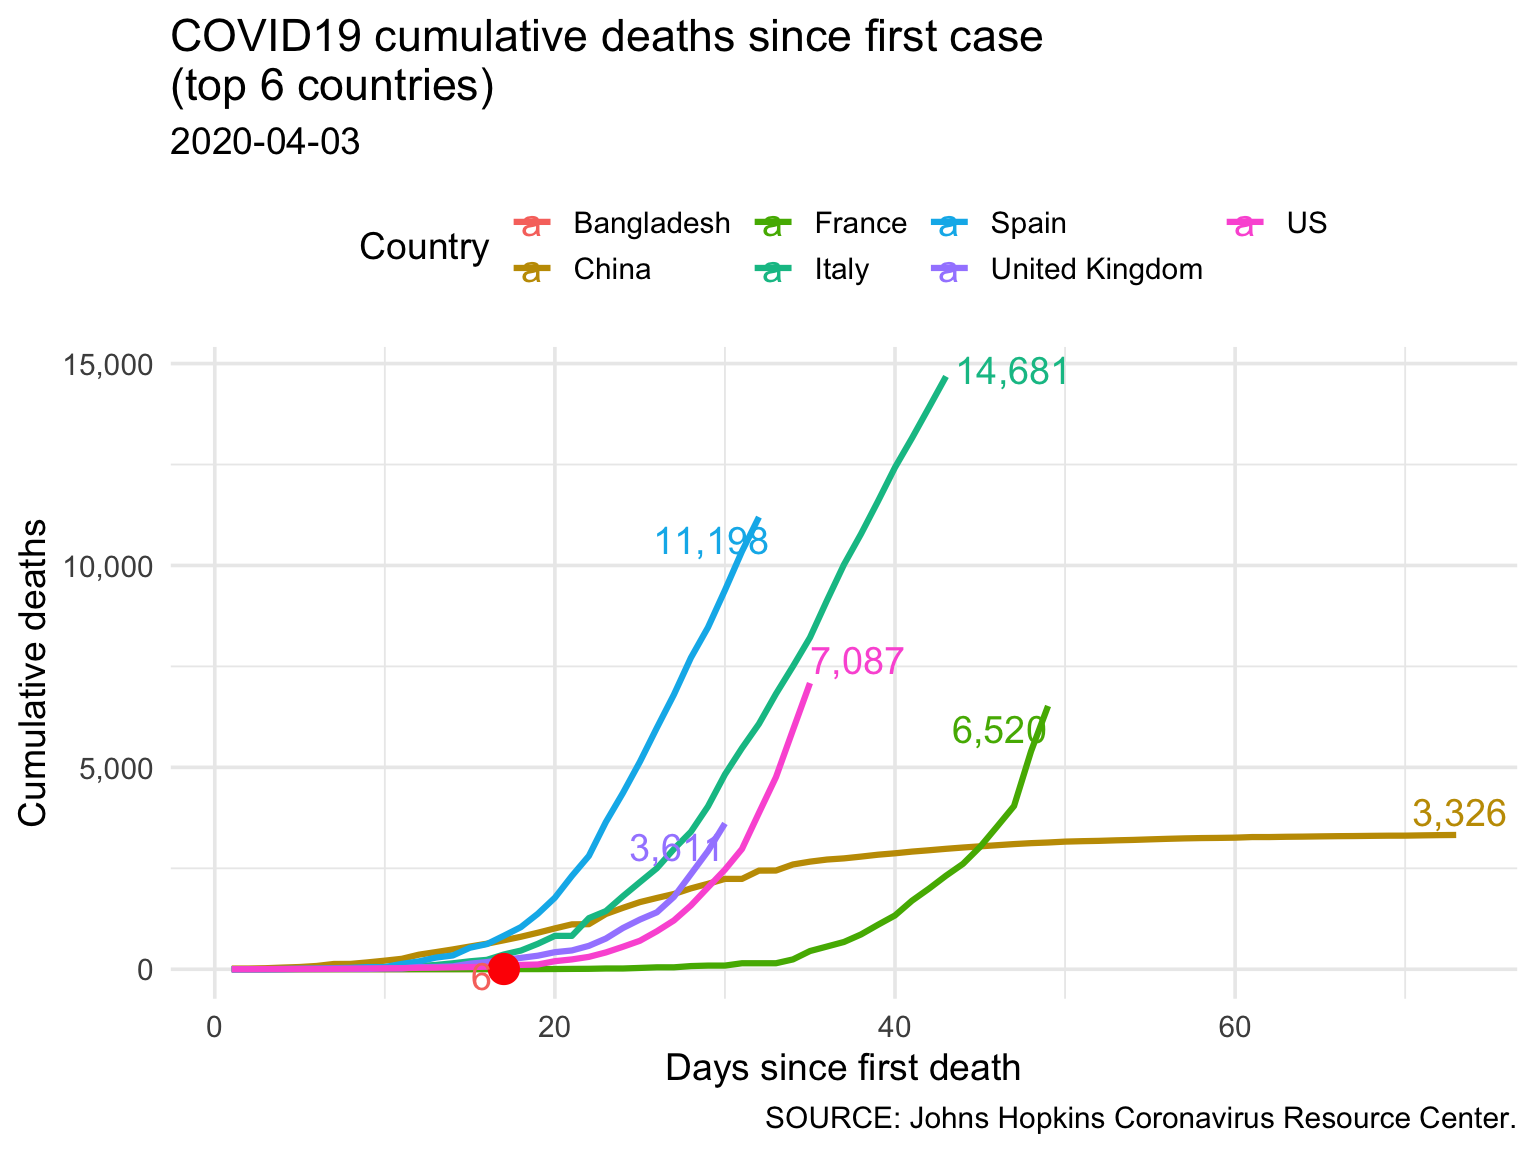 COVID19 cumulative deaths since first case
(top 6 countries)
2020-04-03
Country
a Bangladesh a France a Spain a US
a China a Italy a United Kingdom
15,000
10,000
5,000
0
Cumulative deaths
14,681
11,198
7,087
6,520
3,326
3,611
6
0 20 40 60
Days since first death
SOURCE: Johns Hopkins Coronavirus Resource Center.